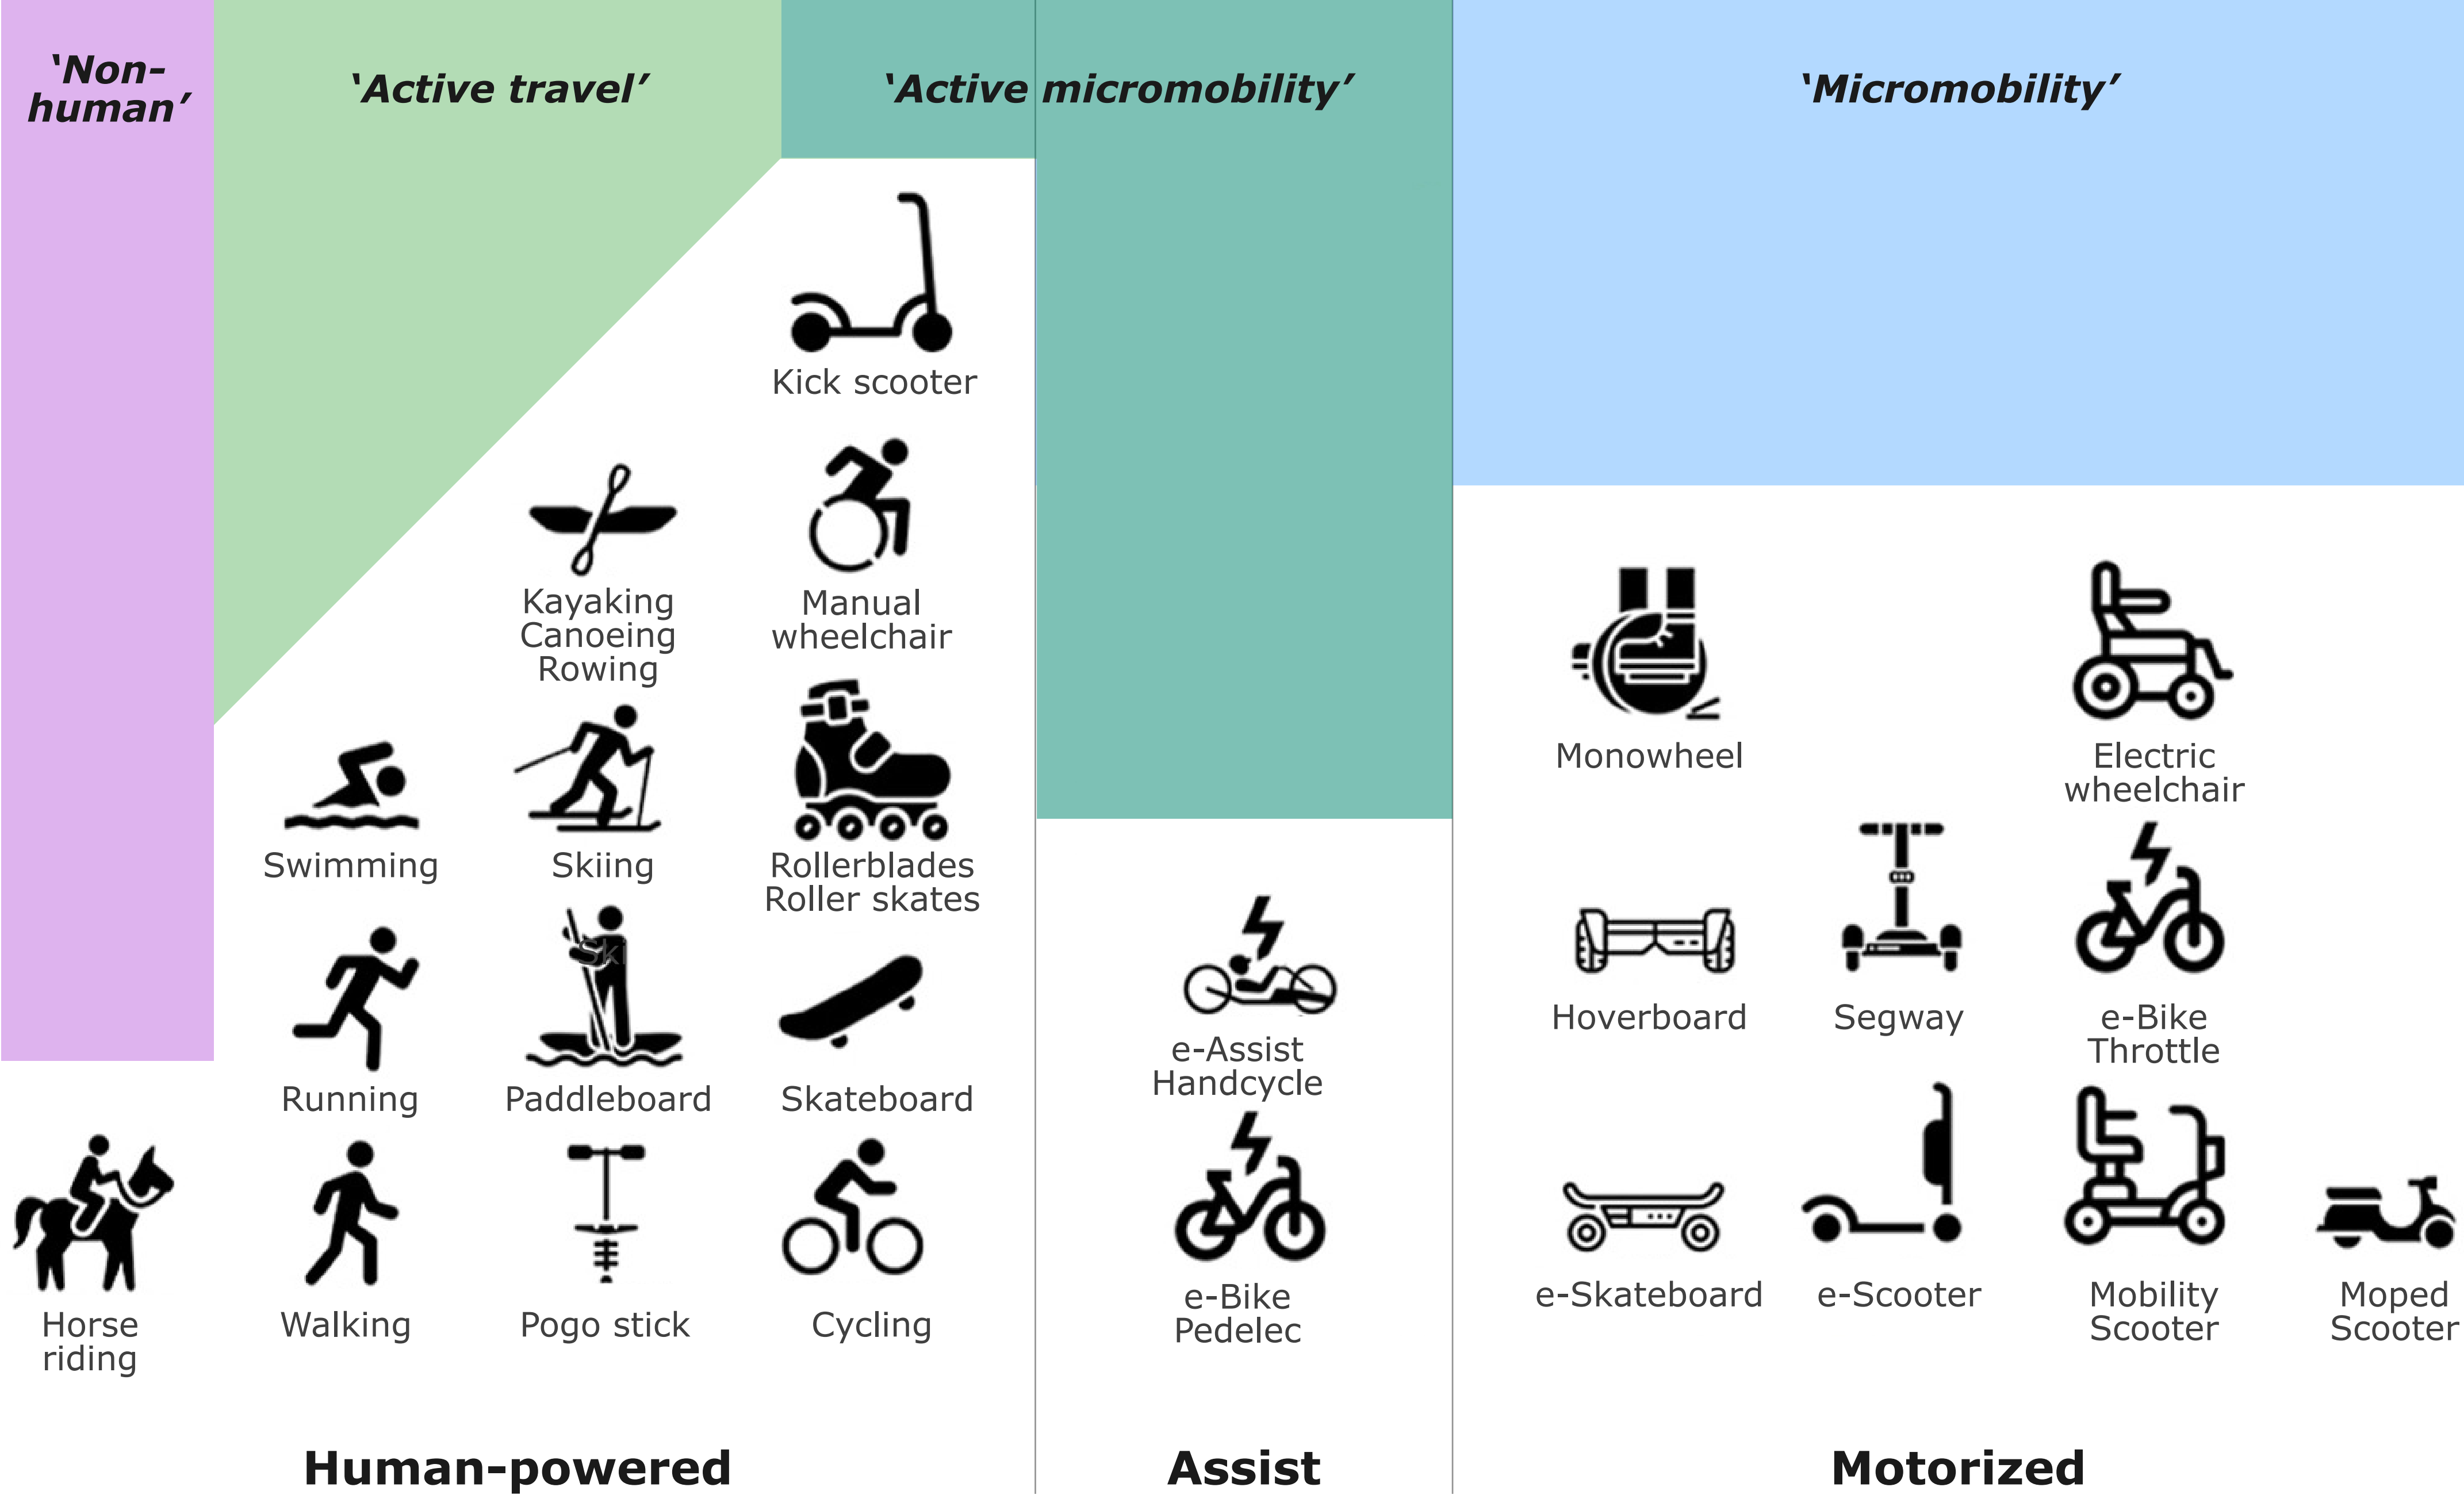 ‘Non-
human’
‘Active travel’
‘Active micromobility’
‘Micromobility’
Kick scooter
Kayaking
Canoeing
Rowing
Manual
wheelchair
Monowheel
Electric
wheelchair
Swimming
Skiing
Rollerblades
Roller skates
Ski
Hoverboard
Segway
e-Bike
Throttle
e-Assist
Handcycle
Running
Paddleboard
Skateboard
Horse
riding
Walking
Pogo stick
Cycling
e-Bike
Pedelec
e-Skateboard
e-Scooter
Mobility
Scooter
Moped
Scooter
Human-powered
Assist
Motorized